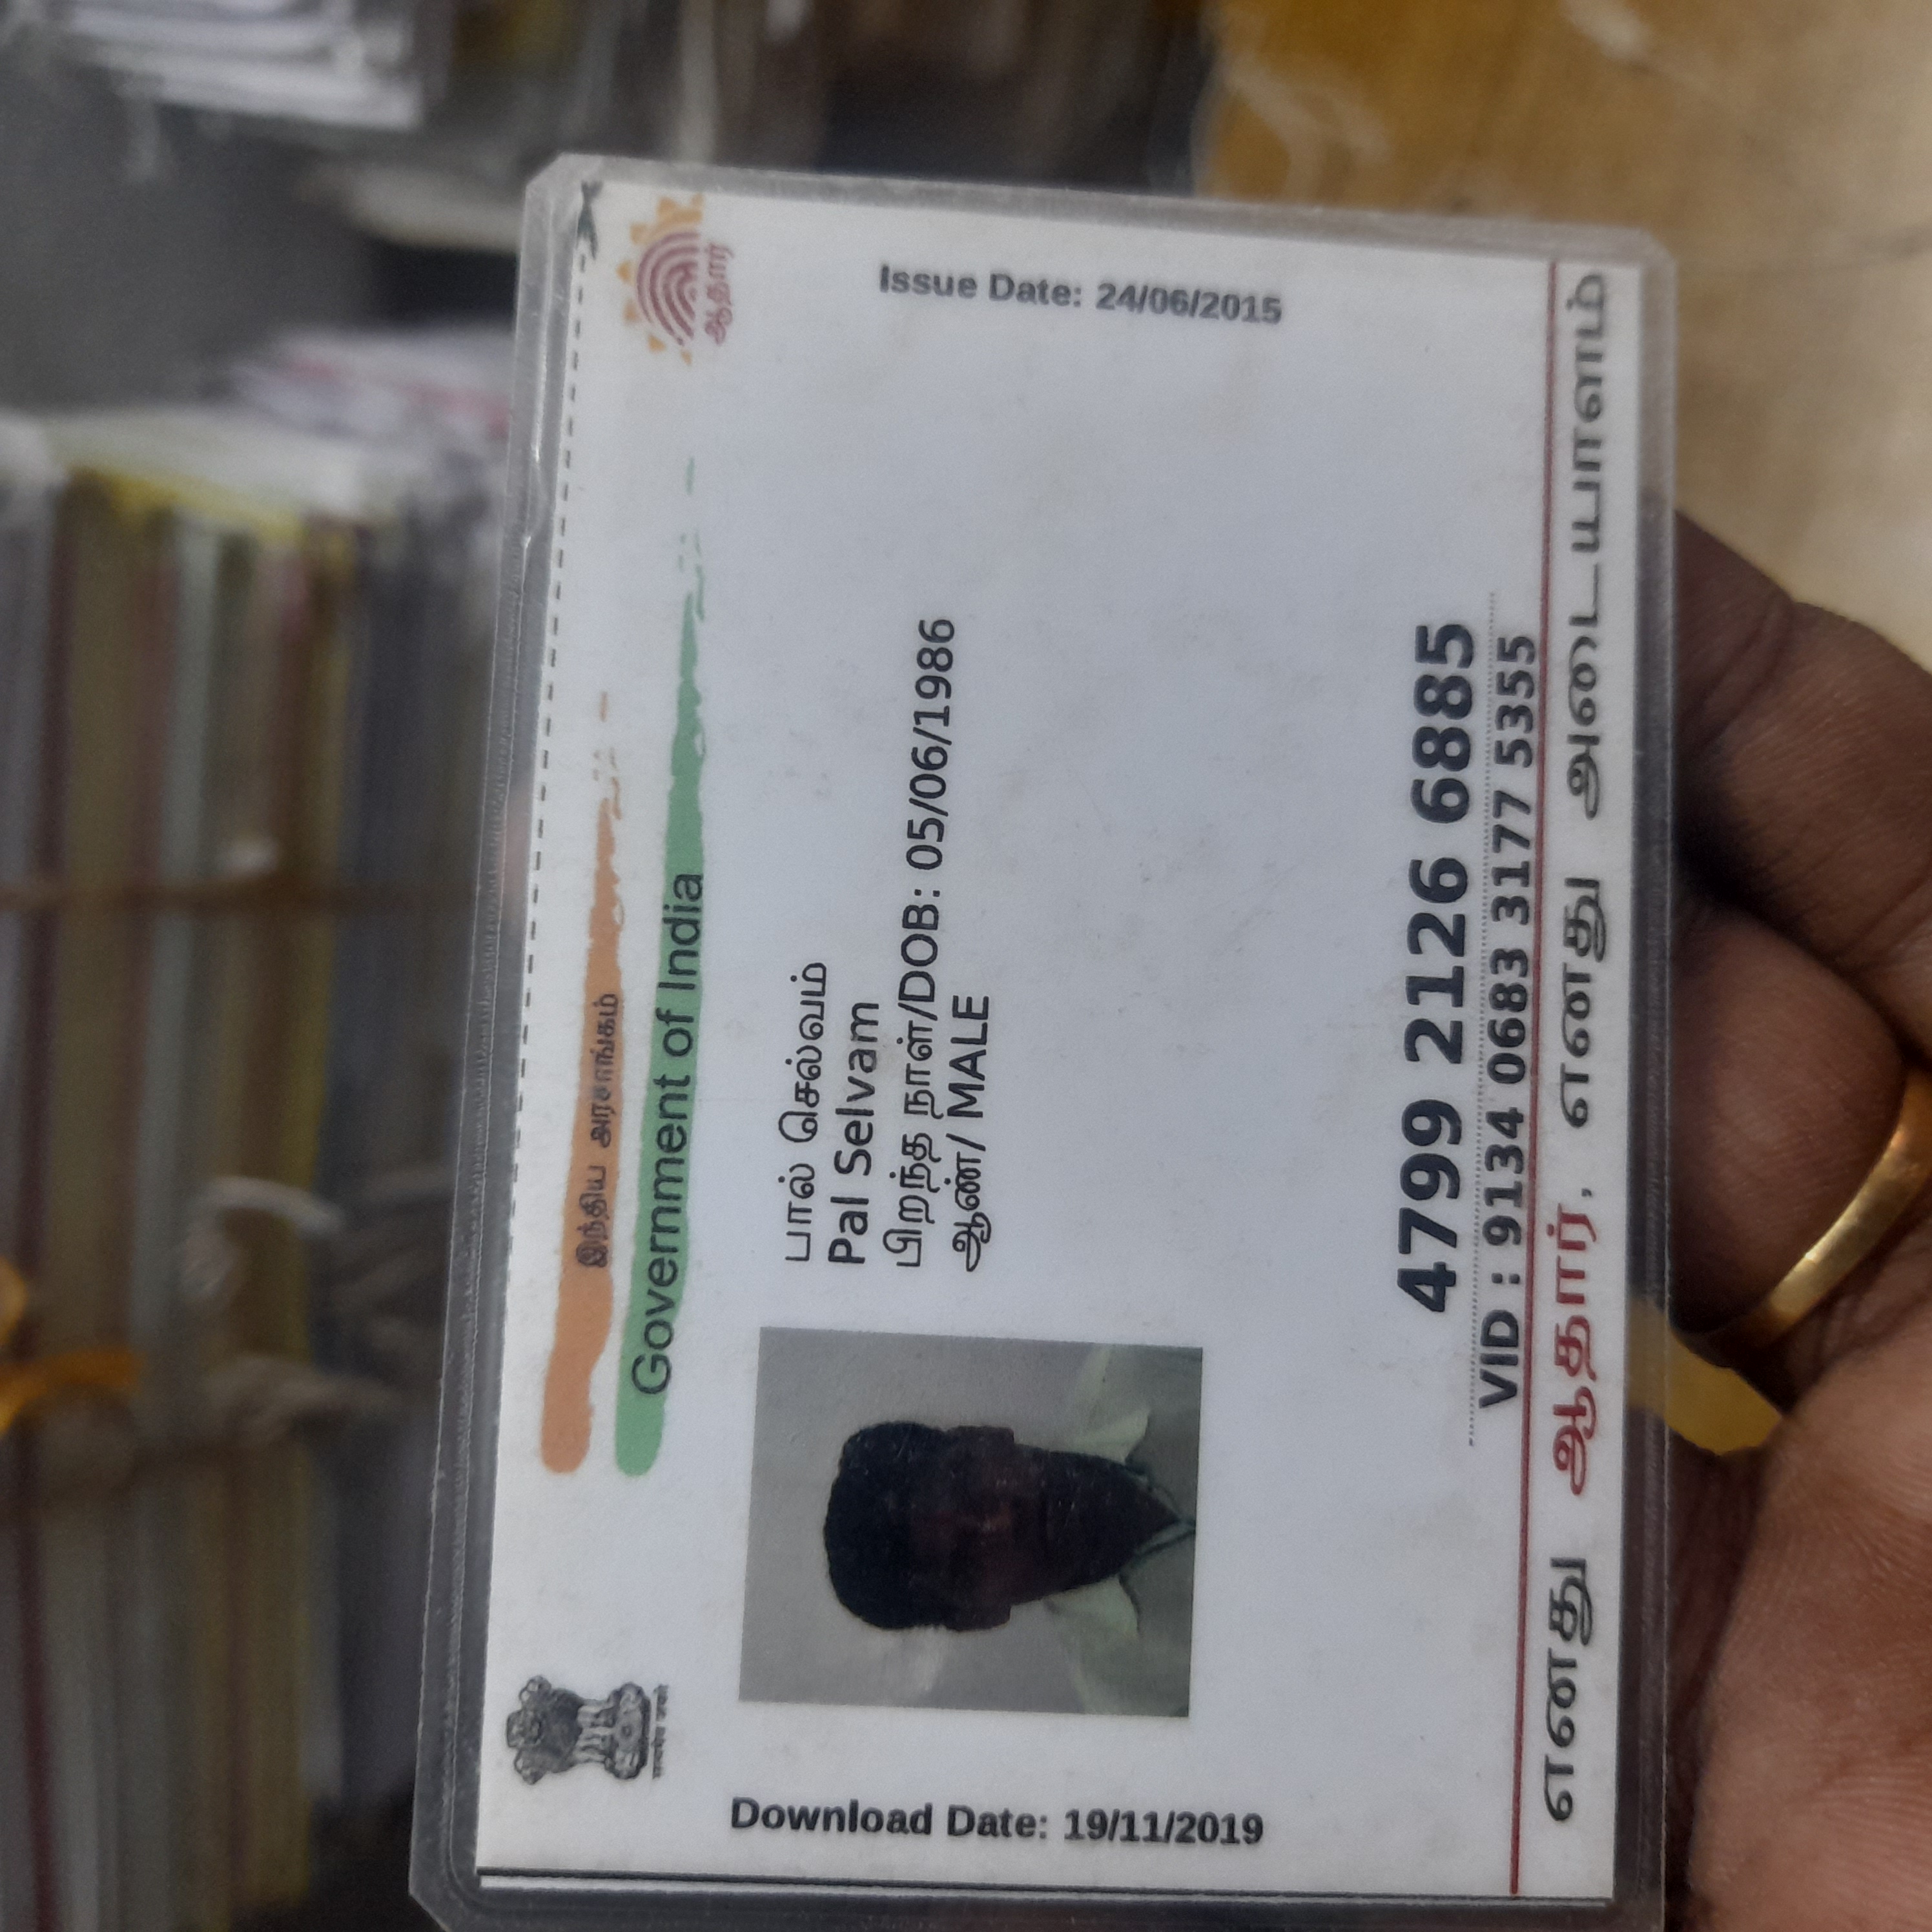 இந்திய அரசாங்கம்
Government of India
ஆதார்
Download Date: 19/11/2019
Issue Date: 24/06/2015
பால் செல்வம்
Pal Selvam
பிறந்த நாள்/DOB: 05/06/1986
ஆண்/ MALE
4799 2126 6885
VID : 9134 0683 3177 5355
எனது ஆதார், எனது அடையாளம்